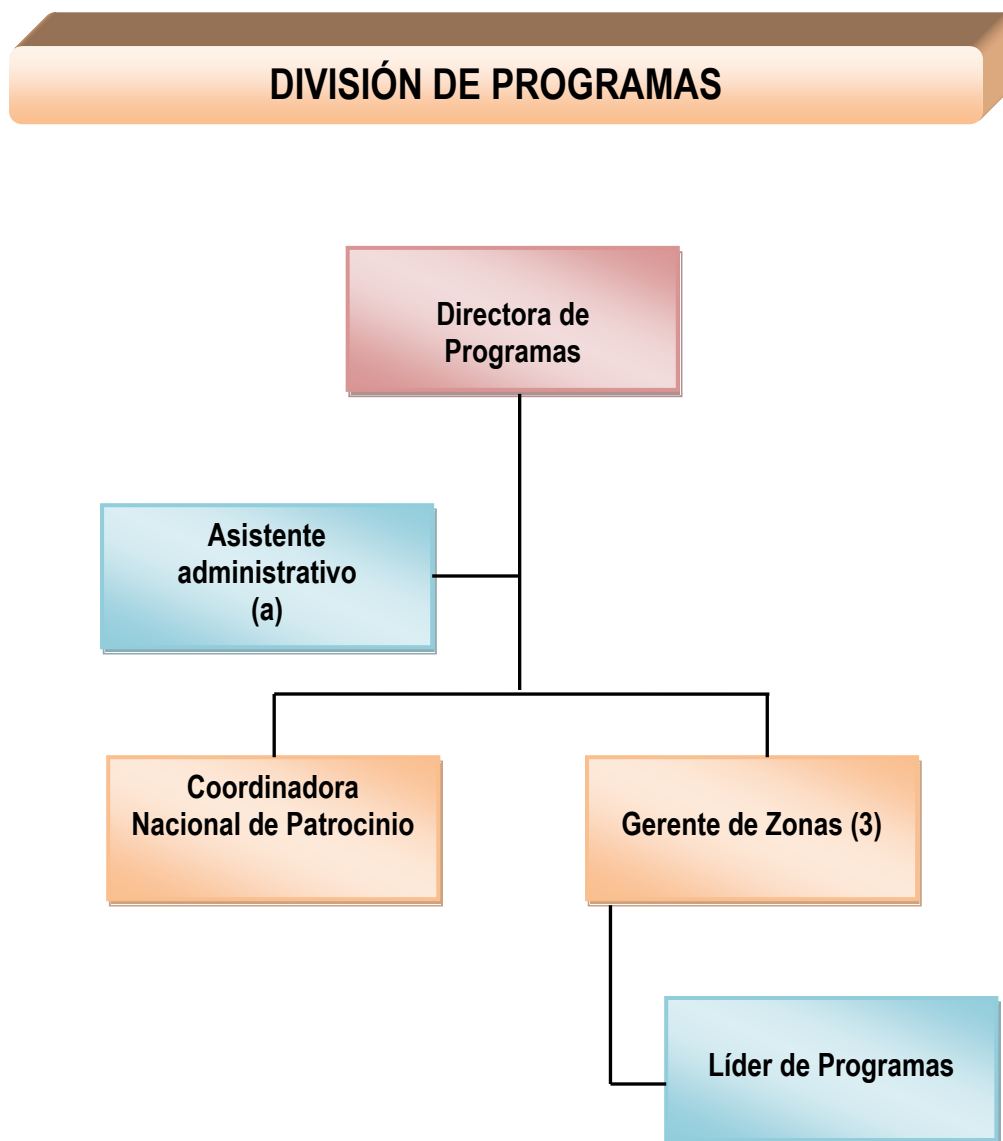 DIVISIÓN DE PROGRAMAS
Directora de
Programas
Asistente
administrativo
(a)
Coordinadora
Nacional de Patrocinio
Gerente de Zonas (3)
Líder de Programas